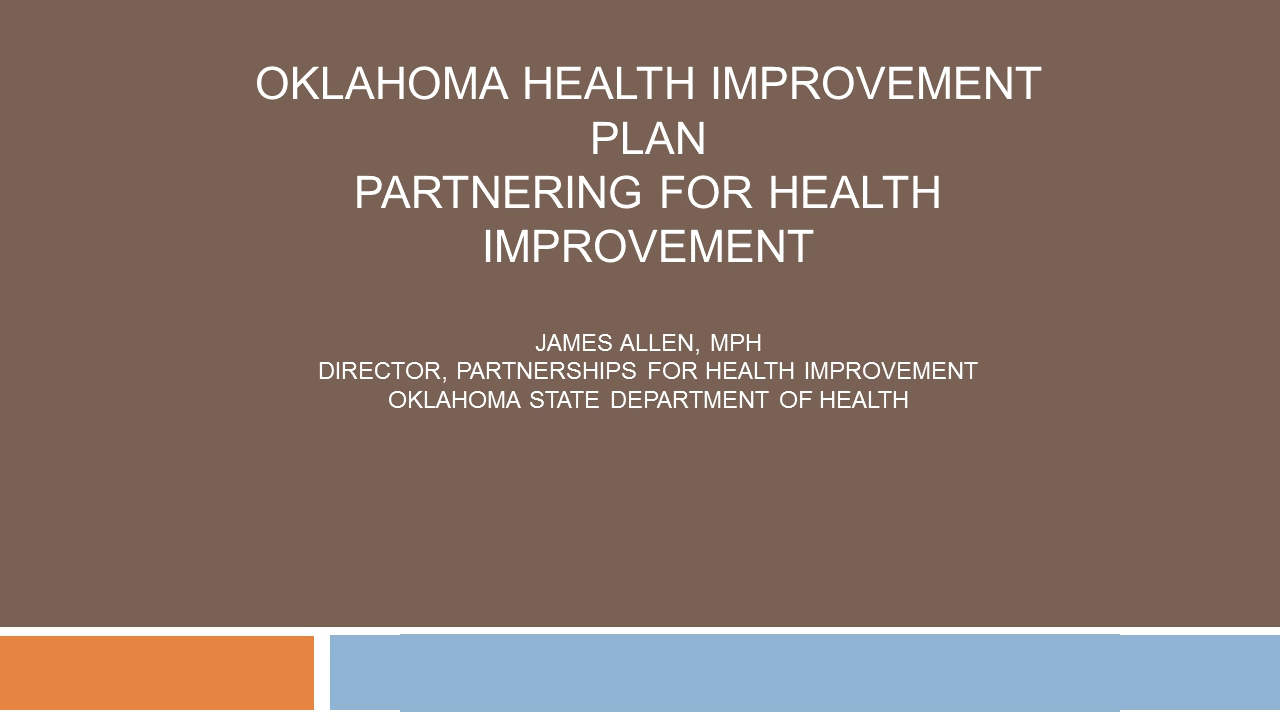 OKLAHOMA HEALTH IMPROVEMENT
PLAN
PARTNERING FOR HEALTH
IMPROVEMENT
JAMES ALLEN, MPH
DIRECTOR, PARTNERSHIPS FOR HEALTH IMPROVEMENT
OKLAHOMA STATE DEPARTMENT OF HEALTH